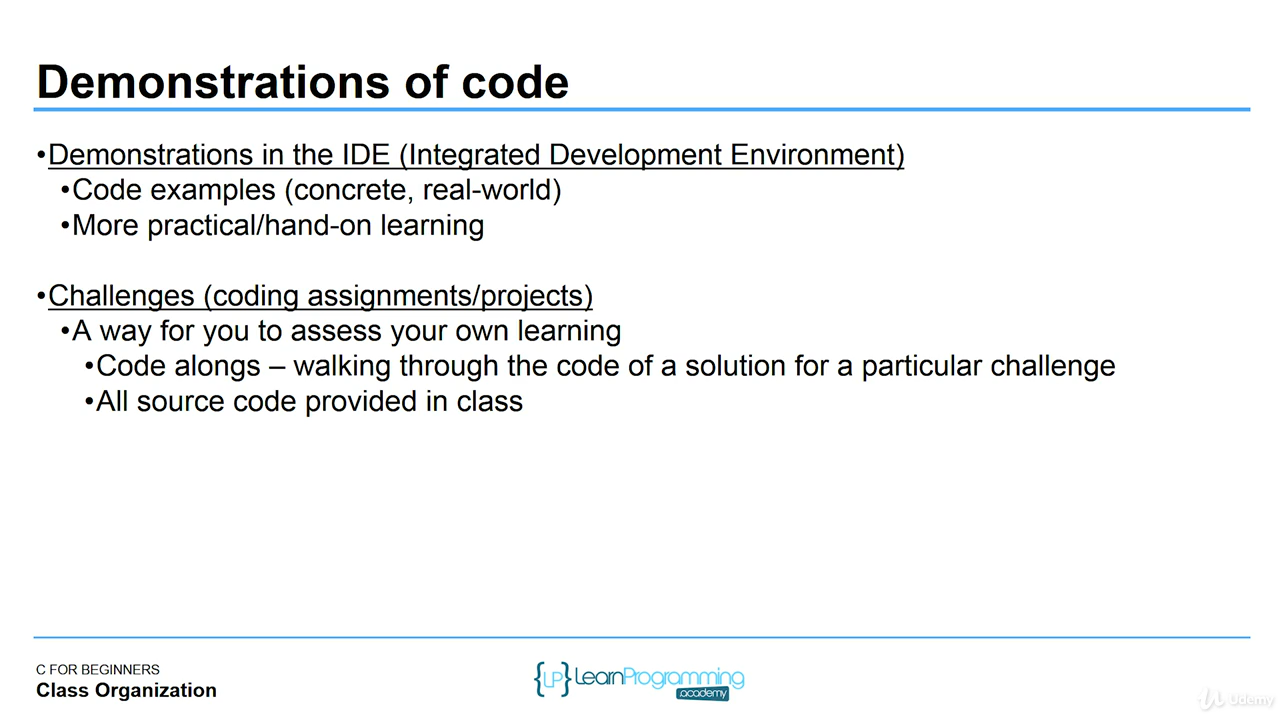 Demonstrations of code
•Demonstrations in the IDE (Integrated Development Environment)
•Code examples (concrete, real-world)
•More practical/hand-on learning
•Challenges (coding assignments/projects)
•A way for you to assess your own learning
•Code alongs – walking through the code of a solution for a particular challenge
•All source code provided in class
C FOR BEGINNERS
Class Organization
{LP} LearnProgramming
.academy
Udemy